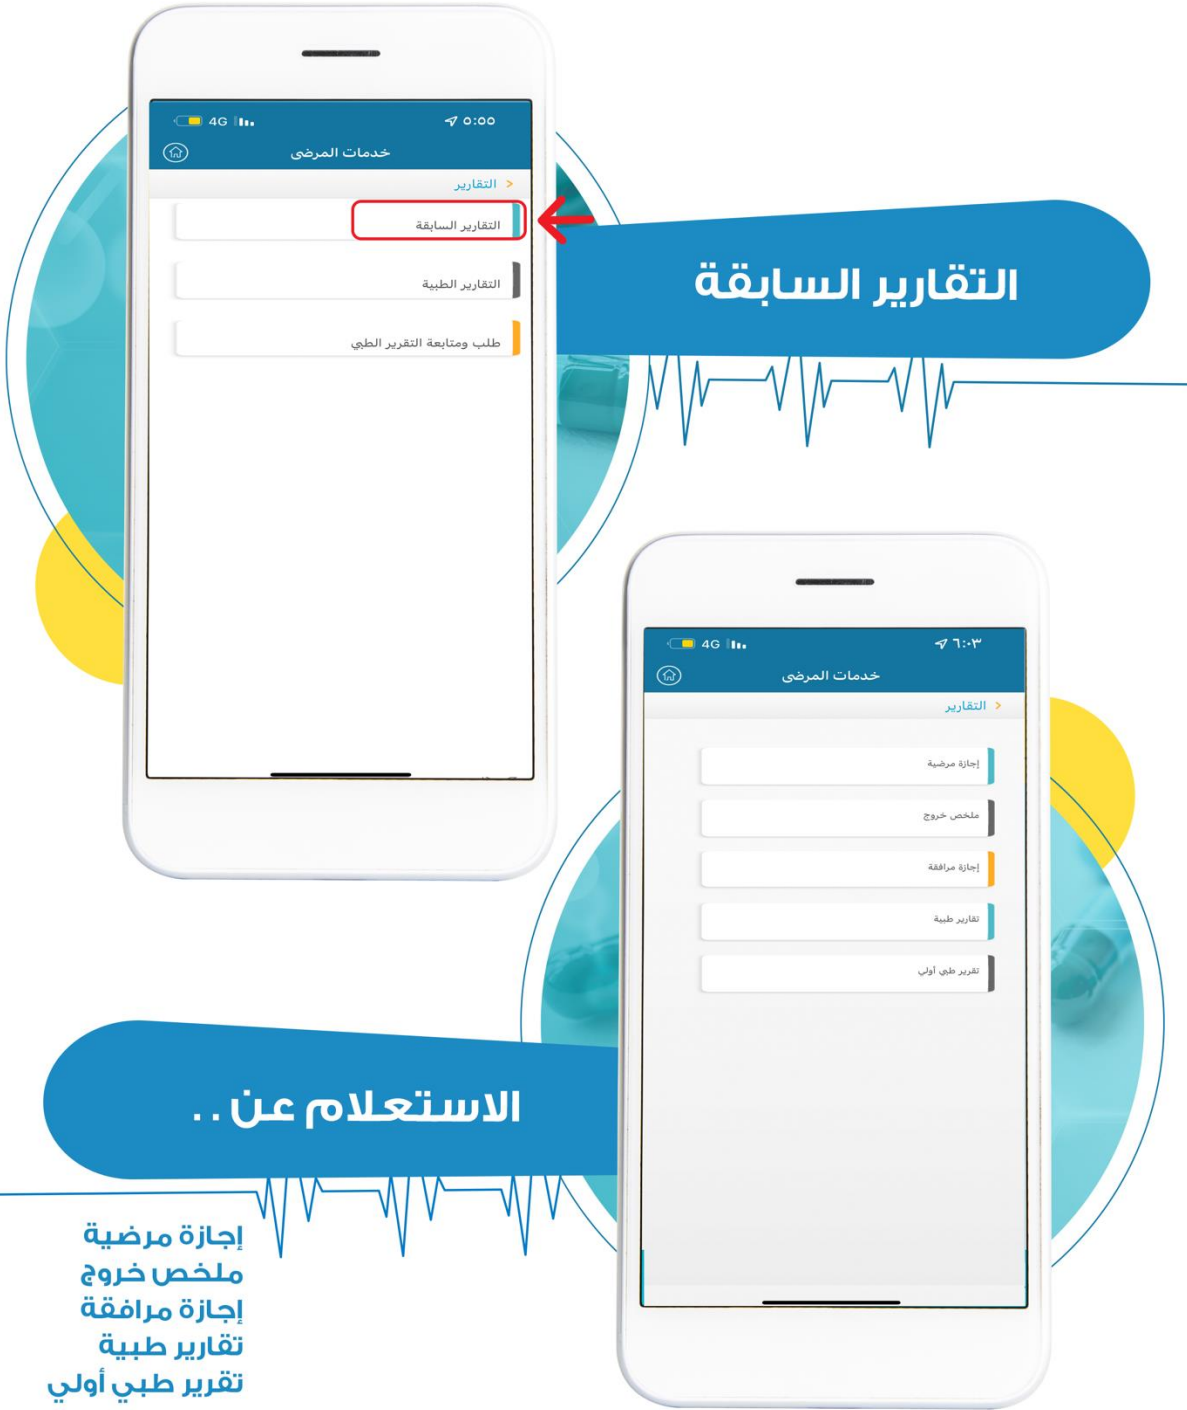 4G
٥:٥٥
خدمات المرضى
التقارير
التقارير السابقة
التقارير الطبية
طلب ومتابعة التقرير الطبي
التقارير السابقة
4G
٦:٠٣
خدمات المرضى
التقارير
إجازة مرضية
ملخص خروج
إجازة مرافقة
تقارير طبية
تقرير طبي أولي
الاستعلام عن . .
إجازة مرضية
ملخص خروج
إجازة مرافقة
تقارير طبية
تقرير طبي أولي